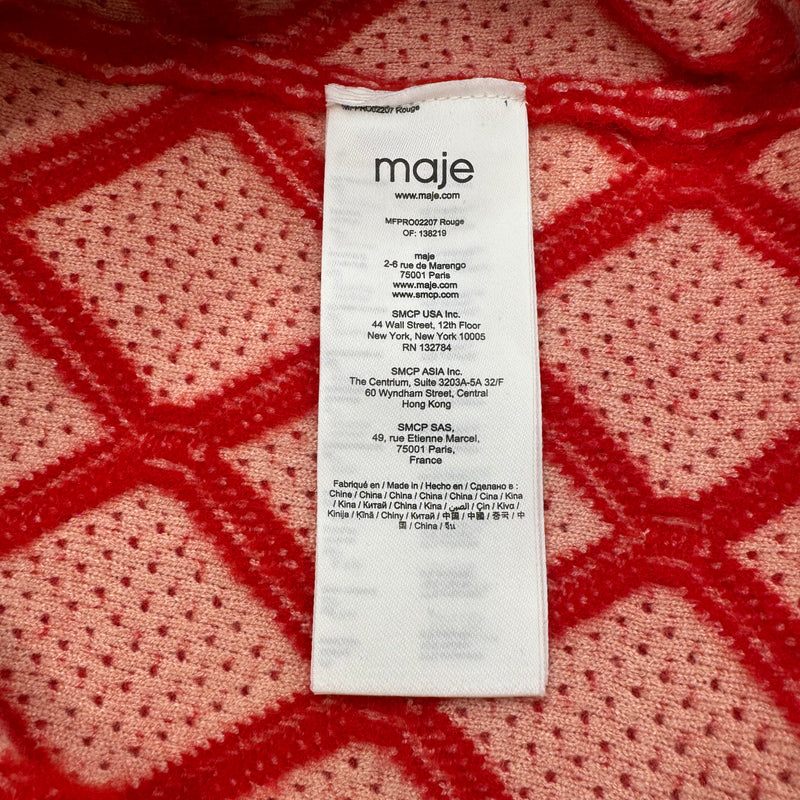 MFPRO02207 Rouge
maje
www.maje.com
MFPRO02207 Rouge
OF: 138219
maje
2-6 rue de Marengo
75001 Paris
www.maje.com
www.smcp.com
SMCP USA Inc.
44 Wall Street, 12th Floor
New York, New York 10005
RN 132784
SMCP ASIA Inc.
The Centrium, Suite 3203A-5A 32/F
60 Wyndham Street, Central
Hong Kong
SMCP SAS,
49, rue Etienne Marcel,
75001 Paris,
France
Fabriqué en / Made in / Hecho en / Сделано в :
Chine / China / China / China / China / Cina / Kina
/ Kina / Китай / China / Kina / الصين / Çin / Κίνα /
Kinija / Ķīnā / Chiny / Китай / 中国 / 中國 / 중국 / 中
国 / China / จีน